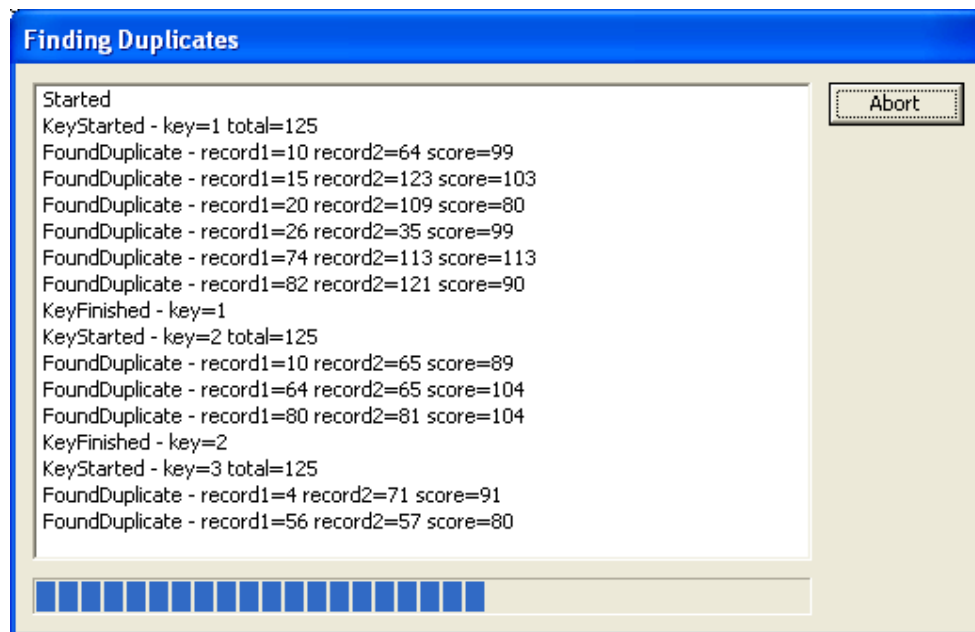 Finding Duplicates
Started
Abort
KeyStarted - key=1 total=125
FoundDuplicate - record1=10 record2=64 score=99
FoundDuplicate - record1=15 record2=123 score=103
FoundDuplicate - record1=20 record2=109 score=80
FoundDuplicate - record1=26 record2=35 score=99
FoundDuplicate - record1=74 record2=113 score=113
FoundDuplicate - record1=82 record2=121 score=90
KeyFinished - key=1
KeyStarted - key=2 total=125
FoundDuplicate - record1=10 record2=65 score=89
FoundDuplicate - record1=64 record2=65 score=104
FoundDuplicate - record1=80 record2=81 score=104
KeyFinished - key=2
KeyStarted - key=3 total=125
FoundDuplicate - record1=4 record2=71 score=91
FoundDuplicate - record1=56 record2=57 score=80